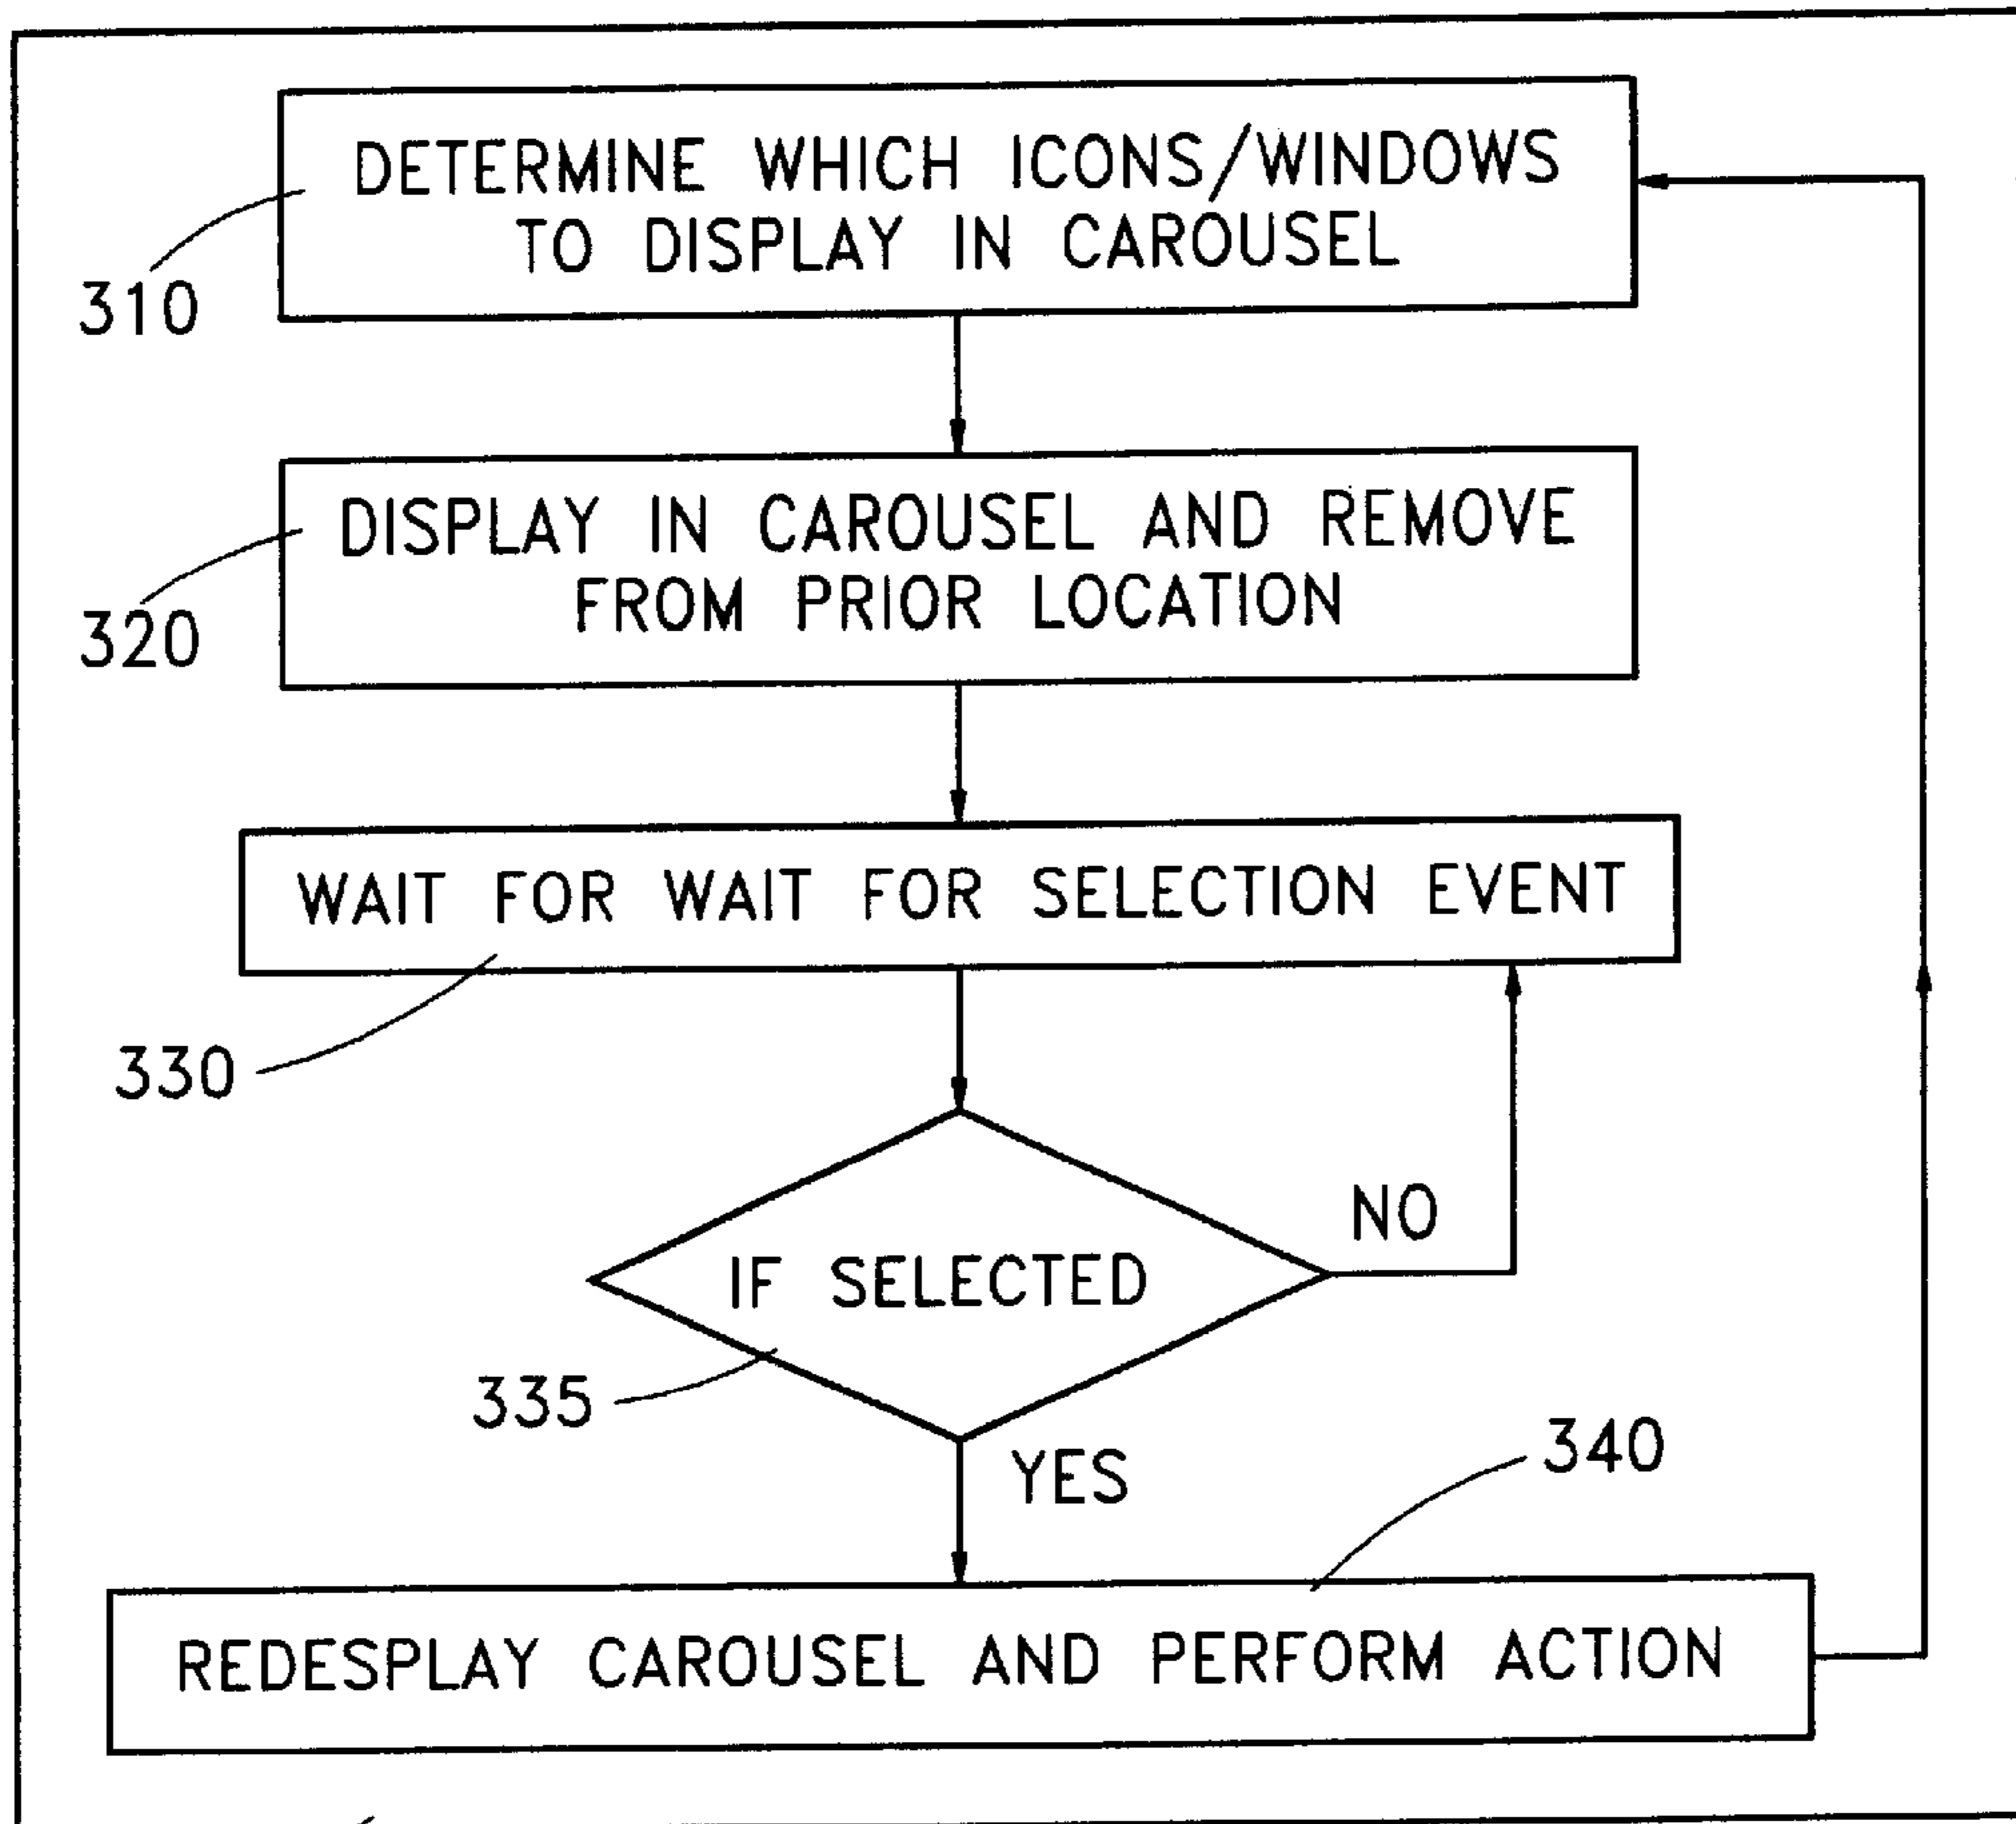 DETERMINE WHICH ICONS/WINDOWS
TO DISPLAY IN CAROUSEL
310
DISPLAY IN CAROUSEL AND REMOVE
FROM PRIOR LOCATION
320
WAIT FOR WAIT FOR SELECTION EVENT
330
NO
IF SELECTED
335
YES
340
REDESPLAY CAROUSEL AND PERFORM ACTION